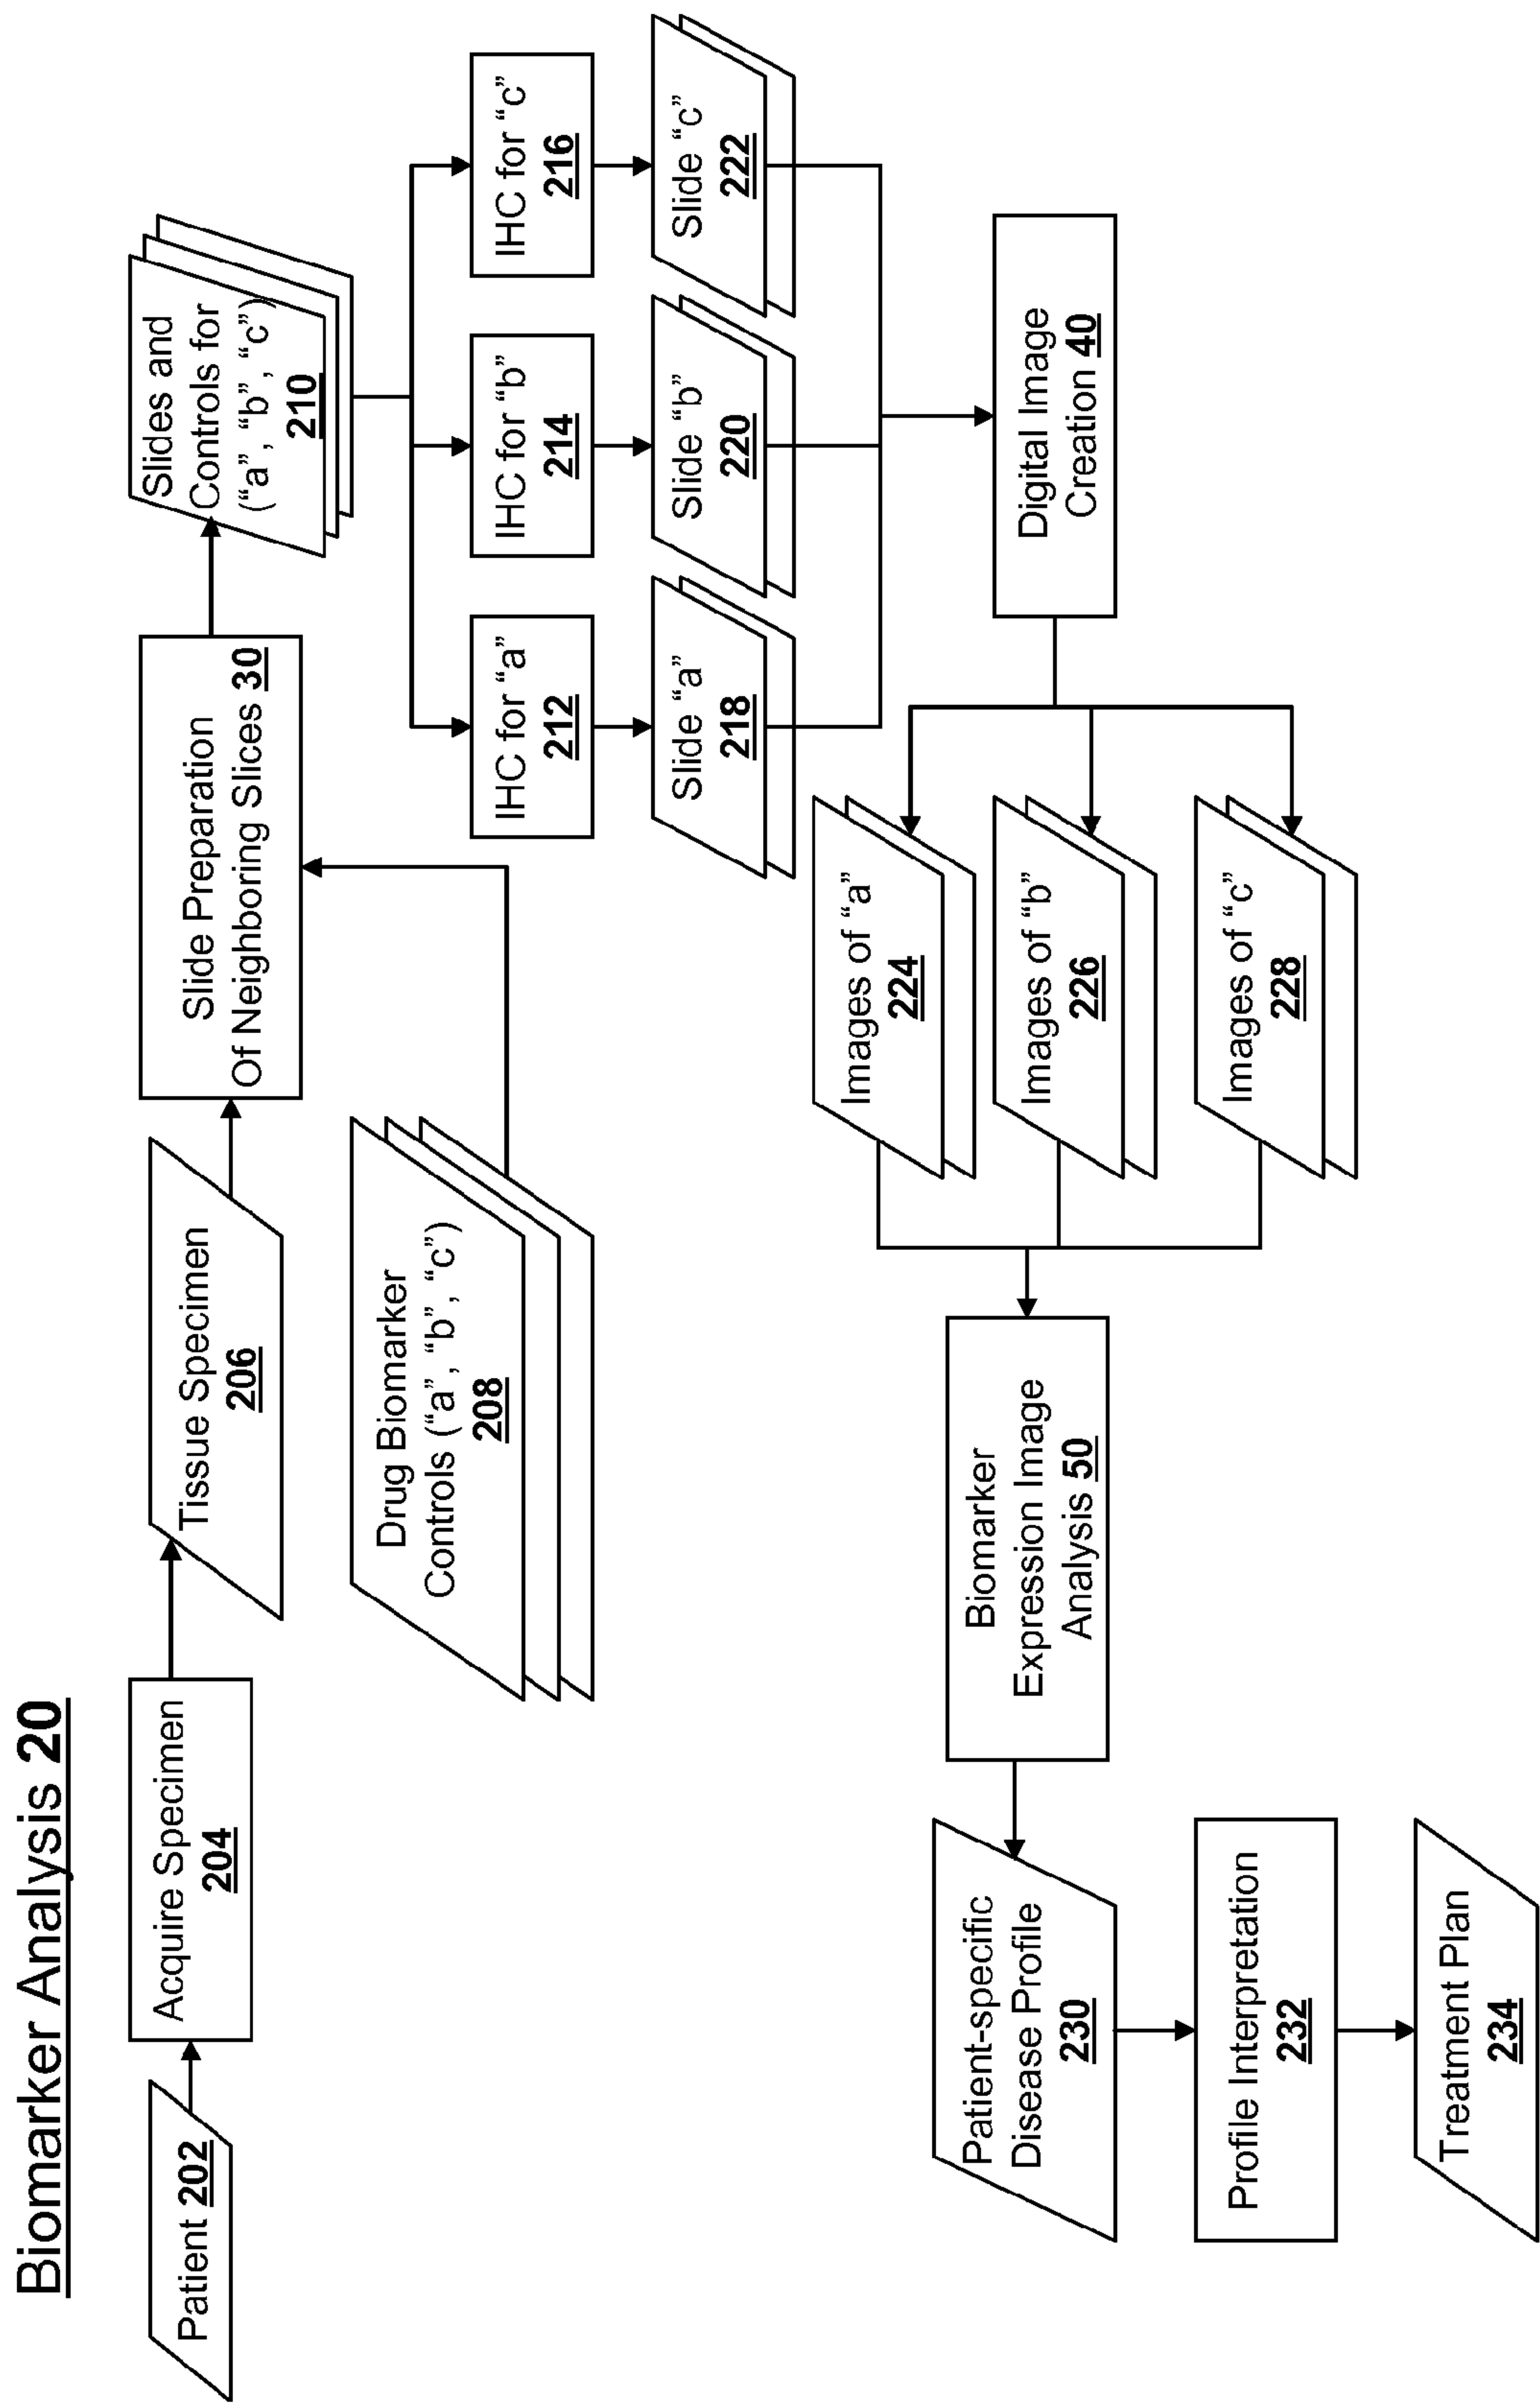 Biomarker Analysis 20
Patient 202
Acquire Specimen
204
Tissue Specimen
206
Drug Biomarker
Controls (“a” , “b” , “c”)
208
Slide Preparation
Of Neighboring Slices 30
Slides and
Controls for
(“a” , “b” , “c”)
210
IHC for “a”
212
IHC for “b”
214
IHC for “c”
216
Slide “a”
218
Slide “b”
220
Slide “c”
222
Digital Image
Creation 40
Images of “a”
224
Images of “b”
226
Images of “c”
228
Biomarker
Expression Image
Analysis 50
Patient-specific
Disease Profile
230
Profile Interpretation
232
Treatment Plan
234